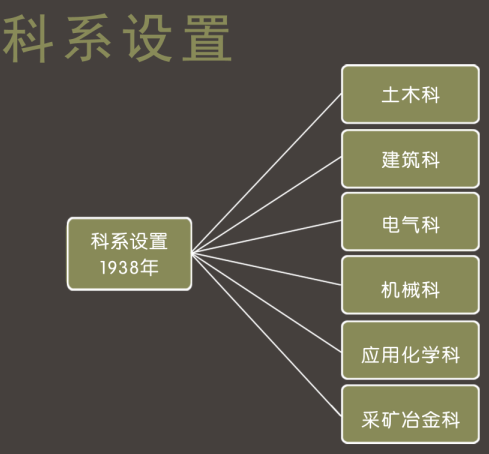 科系设置
土木科
建筑科
电气科
科系设置
1938年
机械科
应用化学科
采矿冶金科